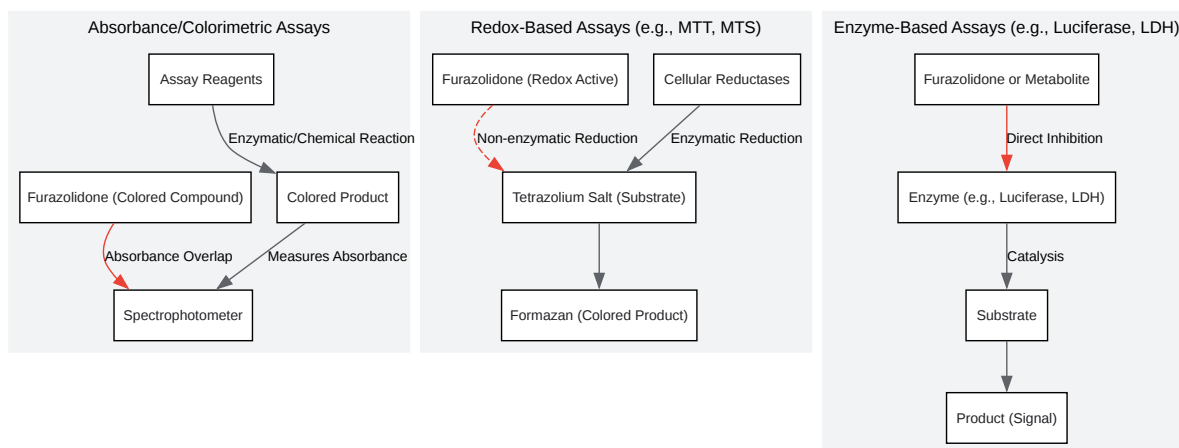 Absorbance/Colorimetric Assays
Assay Reagents
Enzymatic/Chemical Reaction
Furazolidone (Colored Compound)
Colored Product
Absorbance Overlap
Measures Absorbance
Spectrophotometer
Redox-Based Assays (e.g., MTT, MTS)
Furazolidone (Redox Active)
Cellular Reductases
Non-enzymatic Reduction
Enzymatic Reduction
Tetrazolium Salt (Substrate)
Formazan (Colored Product)
Enzyme-Based Assays (e.g., Luciferase, LDH)
Furazolidone or Metabolite
Direct Inhibition
Enzyme (e.g., Luciferase, LDH)
Catalysis
Substrate
Product (Signal)